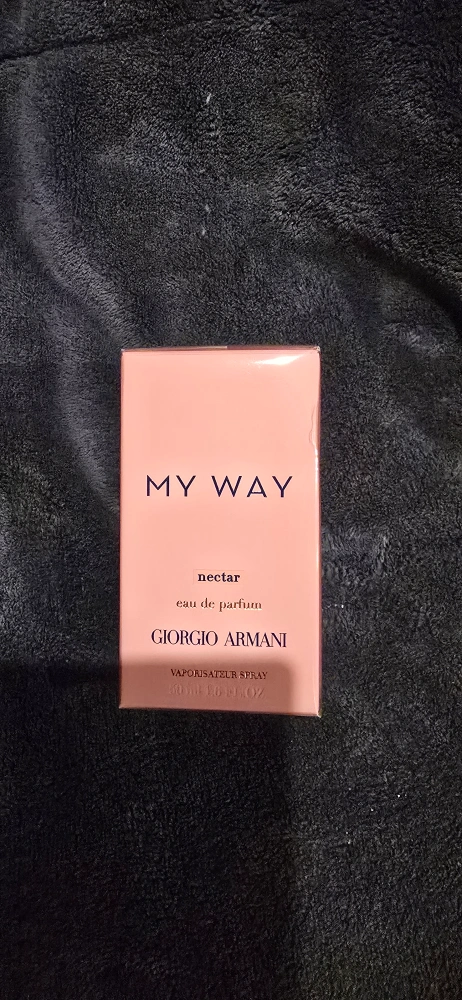 MY WAY
nectar
eau de parfum
GIORGIO ARMANI
VAPORISATEUR SPRAY